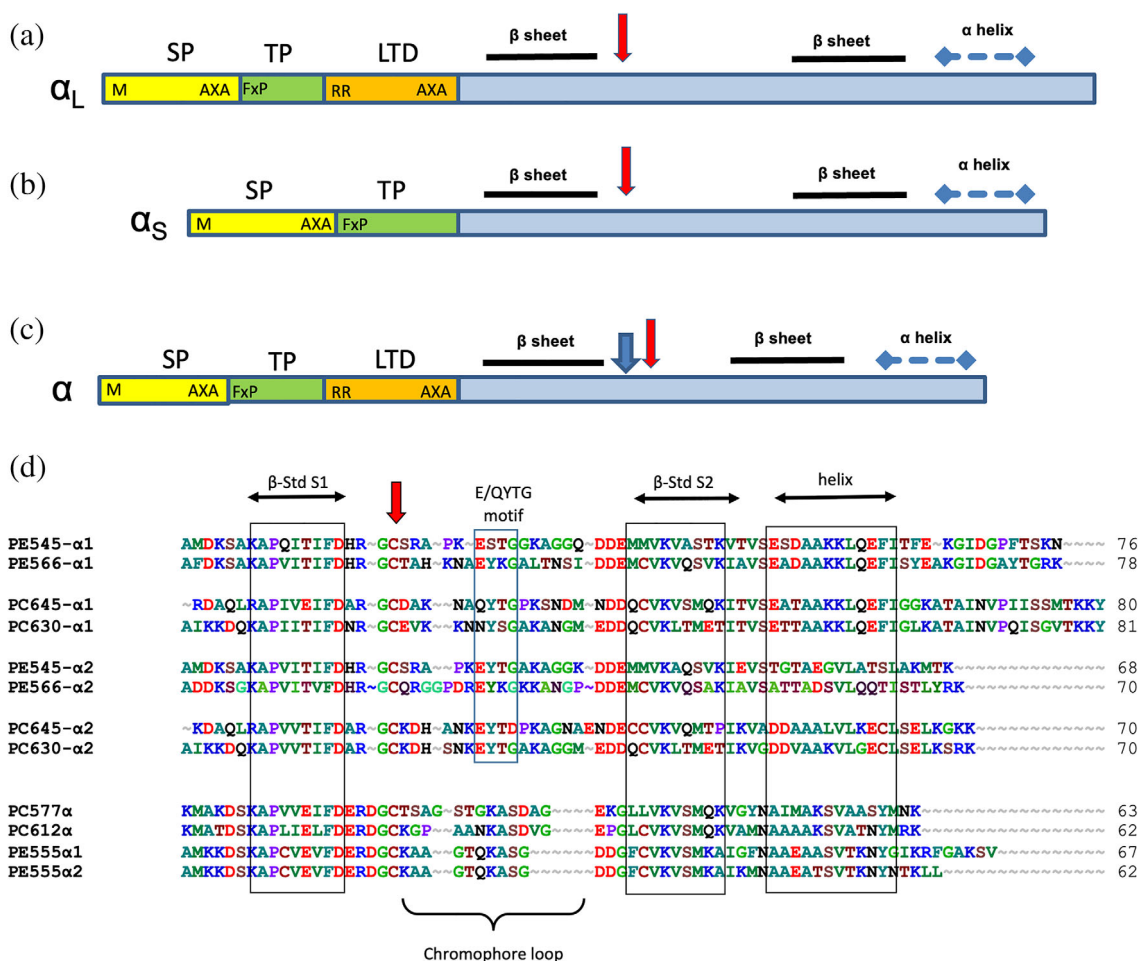 (a)
SP TP LTD β sheet β sheet α helix
αL M AXA FxP RR AXA
(b)
SP TP β sheet β sheet α helix
αS M AXA FxP
(c)
SP TP LTD β sheet β sheet α helix
α M AXA FxP RR AXA
(d)
β-Std S1 E/QYTG motif β-Std S2 helix
PE545-α1 AMDKSAKAPQITIFDHR~GCSRA~PK~ESTGGKAGGQ~DDEMMVKVASTKVTVSESDAAKKLQEFITFE~KGIDGPFTSKN~~~~ 76
PE566-α1 AFDKSAKAPVITIFDHR~GCTAHKNAEYKGALTNSI~DDEMCVKVQSVKIAVSEADAAKKLQEFISYEAKGIDGAYTGRK~~~~ 78
PC645-α1 ~RDAQLRAPIVEIFDAR~GCDAK~~NAQYTGPKSNDM~NDDQCVKVSMQKITVSEATAAKKLQEFIGGKATAINVPIISSMTKKY 80
PC630-α1 AIKKDQKAPIITIFDNR~GCEVK~~KNNYSGAKANGM~EDDQCVKLTMETITVSETTAAKKLQEFIGLKATAINVPQISGVTKKY 81
PE545-α2 AMDKSAKAPVITIFDHR~GCSRA~~PKEYTGAKAGGK~DDEMMVKAQSVKIEVSTGTAEGVLATSLAKMTK~~~~~~~~~~~~~~ 68
PE566-α2 ADDKSGKAPVITVFDHR~GCQRGGPDREYKGKKANGP~DDEMCVKVQSAKIAVSATTADSVLQQTISTLYRK~~~~~~~~~~~~~ 70
PC645-α2 ~KDAQLRAPVVTIFDAR~GCKDH~ANKEYTDPKAGNAENDECCVKVQMTPIKVADDAAALVLKECLSELKGKK~~~~~~~~~~~~ 70
PC630-α2 AIKKDQKAPVVTIFDAR~GCKDH~SNKEYTGAKAGGM~EDDQCVKLTMETIKVGDDVAAKVLGECLSELKSRK~~~~~~~~~~~~ 70
PC577α KMAKDSKAPVVEIFDERDGCTSAG~STGKASDAG~~~~~EKGLLVKVSMQKVGYNAIMAKSVAASYMNK~~~~~~~~~~~~~~~~ 63
PC612α KMATDSKAPLIELFDERDGCKGP~~AANKASDVG~~~~~EPGLCVKVSMQKVAMNAAAAKSVATNYMRK~~~~~~~~~~~~~~~~ 62
PE555α1 AMKKDSKAPCVEVFDERDGCKAA~~GTQKASG~~~~~~~DDGFCVKVSMKAIGFNAAEAASVTKNYGIKRFGAKSV~~~~~~~~~ 67
PE555α2 AMKKDSKAPCVEVFDERDGCKAA~~GTQKASG~~~~~~~DDGFCVKVSMKAIKMNAAEATSVTKNYNTKLL~~~~~~~~~~~~~~ 62
Chromophore loop